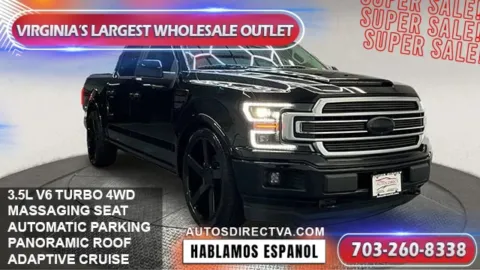 VIRGINIA'S LARGEST WHOLESALE OUTLET
SUPER SALE!
SUPER SALE!
SUPER SALE!
3.5L V6 TURBO 4WD
MASSAGING SEAT
AUTOMATIC PARKING
PANORAMIC ROOF
ADAPTIVE CRUISE
AUTOSDIRECTVA.COM
HABLAMOS ESPANOL
703-260-8338